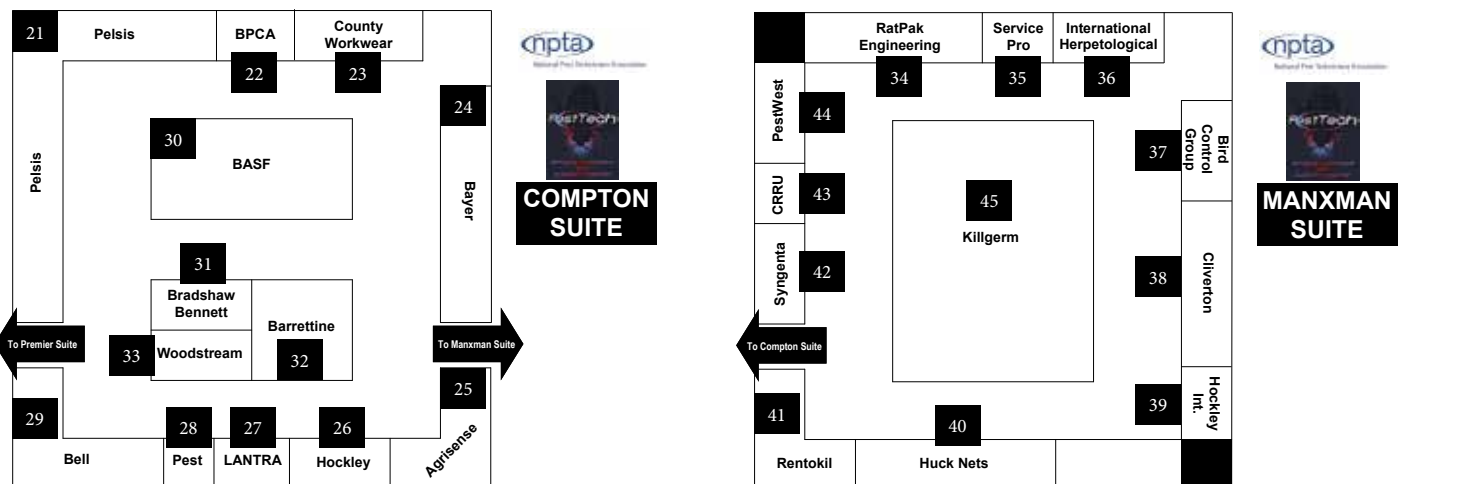 21
Pelsis
BPCA
County
Workwear
22
23
24
Pelsis
30
BASF
Bayer
31
Bradshaw
Bennett
Barrettine
33
Woodstream
32
To Premier Suite
To Manxman Suite
25
29
28
27
26
Bell
Pest
LANTRA
Hockley
Agrisense
npta
PestTech
COMPTON
SUITE
RatPak
Engineering
Service
Pro
International
Herpetological
34
35
36
PestWest
44
37
Bird
Control
Group
CRRU
43
45
Killgerm
Syngenta
42
38
Cliverton
To Compton Suite
39
Hockley
Int.
41
40
Rentokil
Huck Nets
npta
PestTech
MANXMAN
SUITE